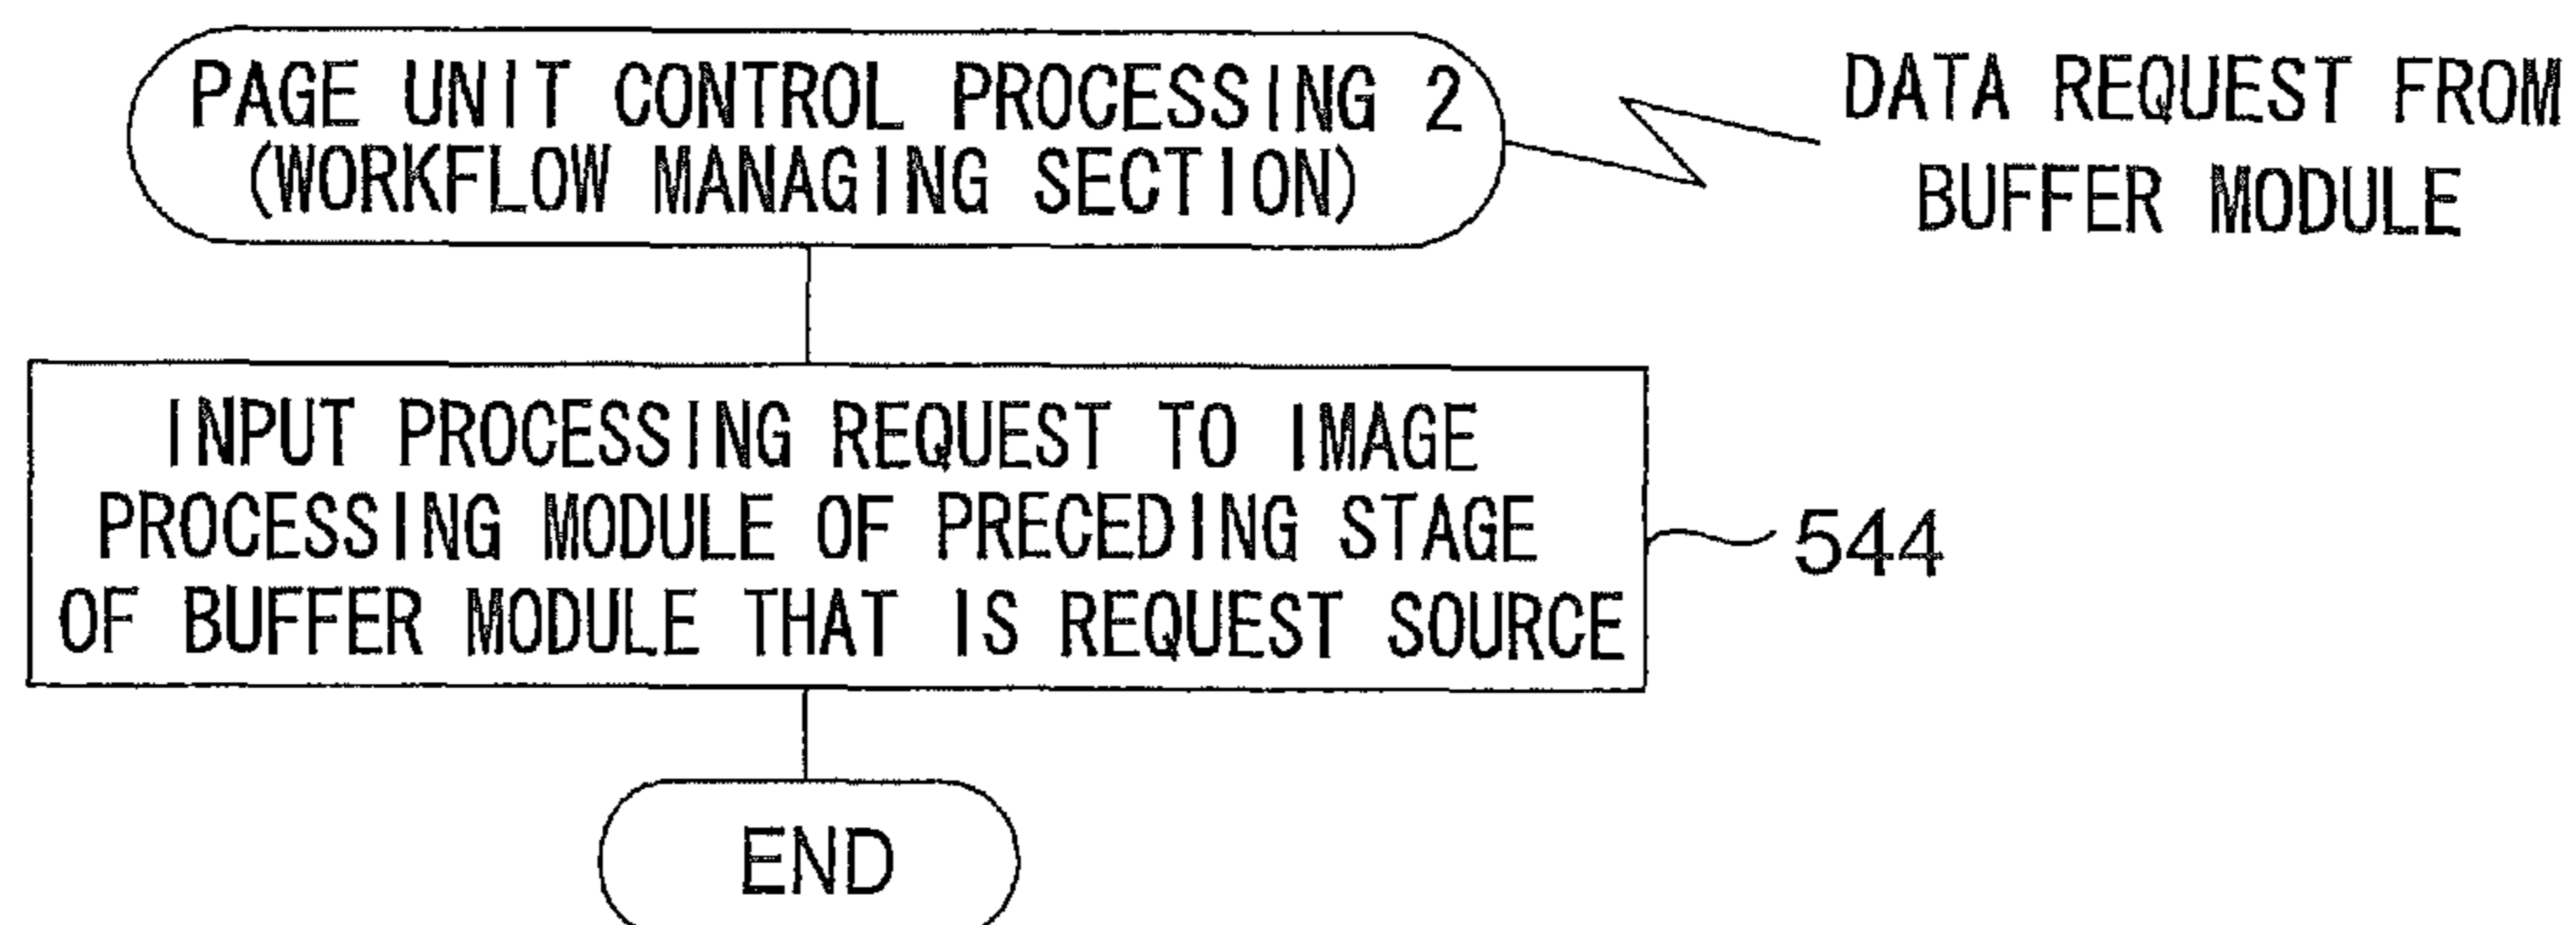 PAGE UNIT CONTROL PROCESSING 2
(WORKFLOW MANAGING SECTION)
DATA REQUEST FROM
BUFFER MODULE
INPUT PROCESSING REQUEST TO IMAGE
PROCESSING MODULE OF PRECEDING STAGE
OF BUFFER MODULE THAT IS REQUEST SOURCE
544
END